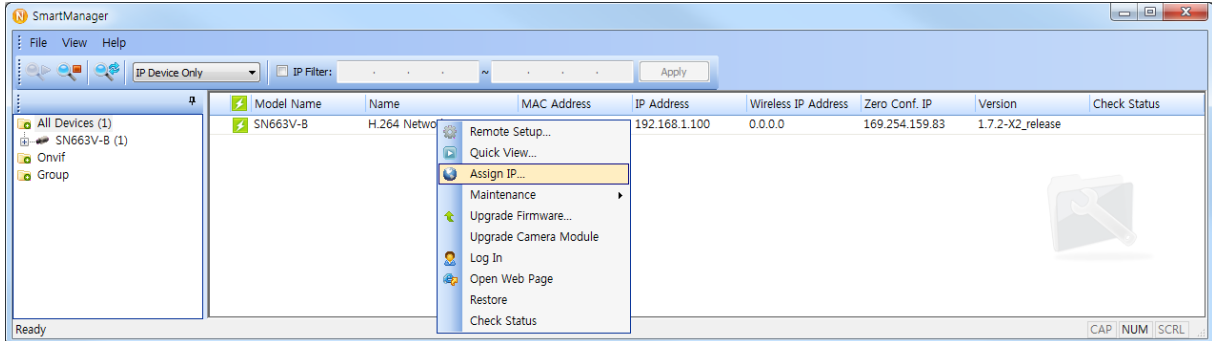 SmartManager
File View Help
IP Device Only IP Filter: . . . ~ . . . Apply
Model Name Name MAC Address IP Address Wireless IP Address Zero Conf. IP Version Check Status
All Devices (1)
SN663V-B (1)
Onvif
Group
SN663V-B H.264 Netwo 192.168.1.100 0.0.0.0 169.254.159.83 1.7.2-X2_release
Remote Setup...
Quick View...
Assign IP...
Maintenance
Upgrade Firmware...
Upgrade Camera Module
Log In
Open Web Page
Restore
Check Status
Ready CAP NUM SCRL